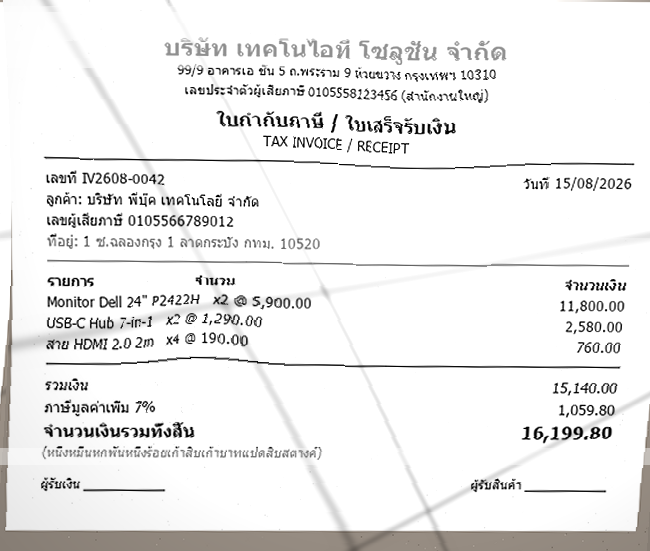 บริษัท เทคโนไอที โซลูชัน จำกัด
99/9 อาคารเอ ชั้น 5 ถ.พระราม 9 ห้วยขวาง กรุงเทพฯ 10310
เลขประจำตัวผู้เสียภาษี 0105558123456 (สำนักงานใหญ่)
ใบกำกับภาษี / ใบเสร็จรับเงิน
TAX INVOICE / RECEIPT
เลขที่ IV2608-0042 วันที่ 15/08/2026
ลูกค้า: บริษัท พีบุ๊ค เทคโนโลยี จำกัด
เลขผู้เสียภาษี 0105566789012
ที่อยู่: 1 ซ.ฉลองกรุง 1 ลาดกระบัง กทม. 10520
รายการ จำนวน จำนวนเงิน
Monitor Dell 24" P2422H x2 @ 5,900.00 11,800.00
USB-C Hub 7-in-1 x2 @ 1,290.00 2,580.00
สาย HDMI 2.0 2m x4 @ 190.00 760.00
รวมเงิน 15,140.00
ภาษีมูลค่าเพิ่ม 7% 1,059.80
จำนวนเงินรวมทั้งสิ้น 16,199.80
(หนึ่งหมื่นหกพันหนึ่งร้อยเก้าสิบเก้าบาทแปดสิบสตางค์)
ผู้รับเงิน ____________ ผู้รับสินค้า ____________